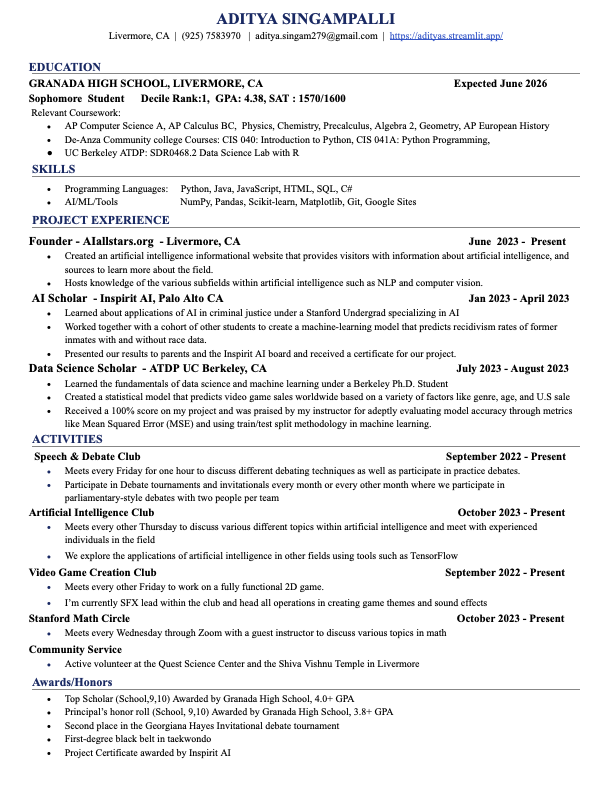 ADITYA SINGAMPALLI
Livermore, CA | (925) 7583970 | aditya.singam279@gmail.com | https://adityas.streamlit.app/
EDUCATION
GRANADA HIGH SCHOOL, LIVERMORE, CA Expected June 2026
Sophomore Student Decile Rank:1, GPA: 4.38, SAT : 1570/1600
Relevant Coursework:
• AP Computer Science A, AP Calculus BC, Physics, Chemistry, Precalculus, Algebra 2, Geometry, AP European History
• De-Anza Community college Courses: CIS 040: Introduction to Python, CIS 041A: Python Programming,
• UC Berkeley ATDP: SDR0468.2 Data Science Lab with R
SKILLS
• Programming Languages: Python, Java, JavaScript, HTML, SQL, C#
• AI/ML/Tools NumPy, Pandas, Scikit-learn, Matplotlib, Git, Google Sites
PROJECT EXPERIENCE
Founder - AIallstars.org - Livermore, CA June 2023 - Present
• Created an artificial intelligence informational website that provides visitors with information about artificial intelligence, and
sources to learn more about the field.
• Hosts knowledge of the various subfields within artificial intelligence such as NLP and computer vision.
AI Scholar - Inspirit AI, Palo Alto CA Jan 2023 - April 2023
• Learned about applications of AI in criminal justice under a Stanford Undergrad specializing in AI
• Worked together with a cohort of other students to create a machine-learning model that predicts recidivism rates of former
inmates with and without race data.
• Presented our results to parents and the Inspirit AI board and received a certificate for our project.
Data Science Scholar - ATDP UC Berkeley, CA July 2023 - August 2023
• Learned the fundamentals of data science and machine learning under a Berkeley Ph.D. Student
• Created a statistical model that predicts video game sales worldwide based on a variety of factors like genre, age, and U.S sale
• Received a 100% score on my project and was praised by my instructor for adeptly evaluating model accuracy through metrics
like Mean Squared Error (MSE) and using train/test split methodology in machine learning.
ACTIVITIES
Speech & Debate Club September 2022 - Present
• Meets every Friday for one hour to discuss different debating techniques as well as participate in practice debates.
• Participate in Debate tournaments and invitationals every month or every other month where we participate in
parliamentary-style debates with two people per team
Artificial Intelligence Club October 2023 - Present
• Meets every other Thursday to discuss various different topics within artificial intelligence and meet with experienced
individuals in the field
• We explore the applications of artificial intelligence in other fields using tools such as TensorFlow
Video Game Creation Club September 2022 - Present
• Meets every other Friday to work on a fully functional 2D game.
• I'm currently SFX lead within the club and head all operations in creating game themes and sound effects
Stanford Math Circle October 2023 - Present
• Meets every Wednesday through Zoom with a guest instructor to discuss various topics in math
Community Service
• Active volunteer at the Quest Science Center and the Shiva Vishnu Temple in Livermore
Awards/Honors
• Top Scholar (School,9,10) Awarded by Granada High School, 4.0+ GPA
• Principal's honor roll (School, 9,10) Awarded by Granada High School, 3.8+ GPA
• Second place in the Georgiana Hayes Invitational debate tournament
• First-degree black belt in taekwondo
• Project Certificate awarded by Inspirit AI